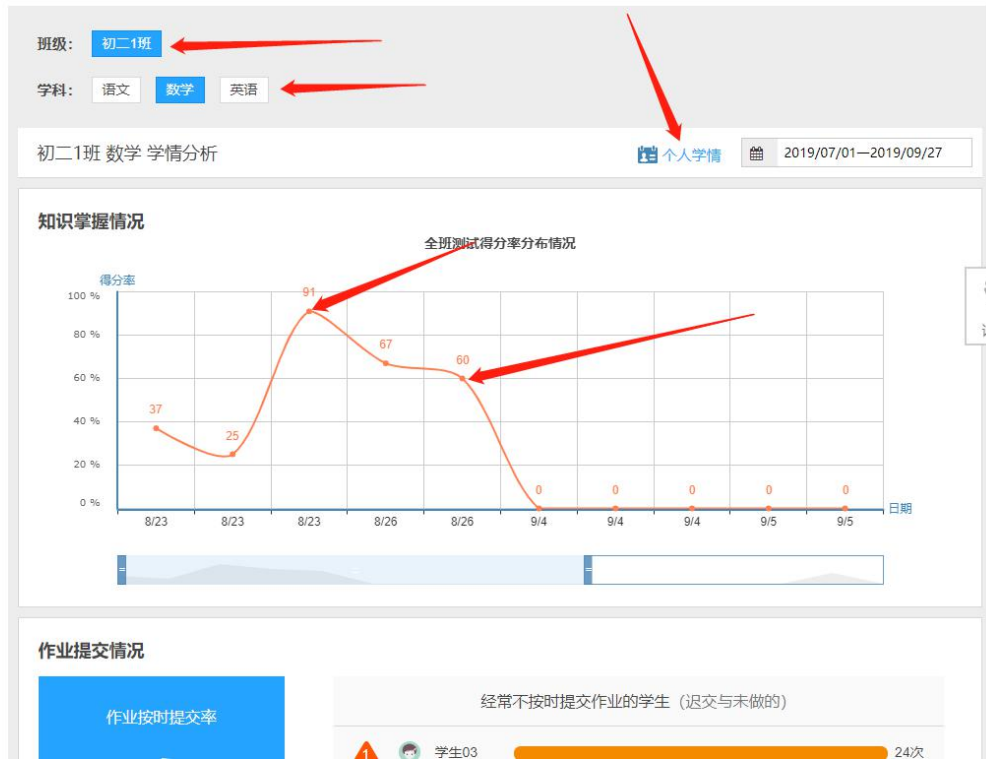 班级： 初二1班
学科： 语文 数学 英语
初二1班 数学 学情分析 个人学情 2019/07/01—2019/09/27
知识掌握情况
全班测试得分率分布情况
得分率
100 %
80 %
60 %
40 %
20 %
0 %
37 25 91 67 60 0 0 0 0 0
8/23 8/23 8/23 8/26 8/26 9/4 9/4 9/4 9/5 9/5 日期
作业提交情况
作业按时提交率
经常不按时提交作业的学生（迟交与未做的）
1 学生03 24次